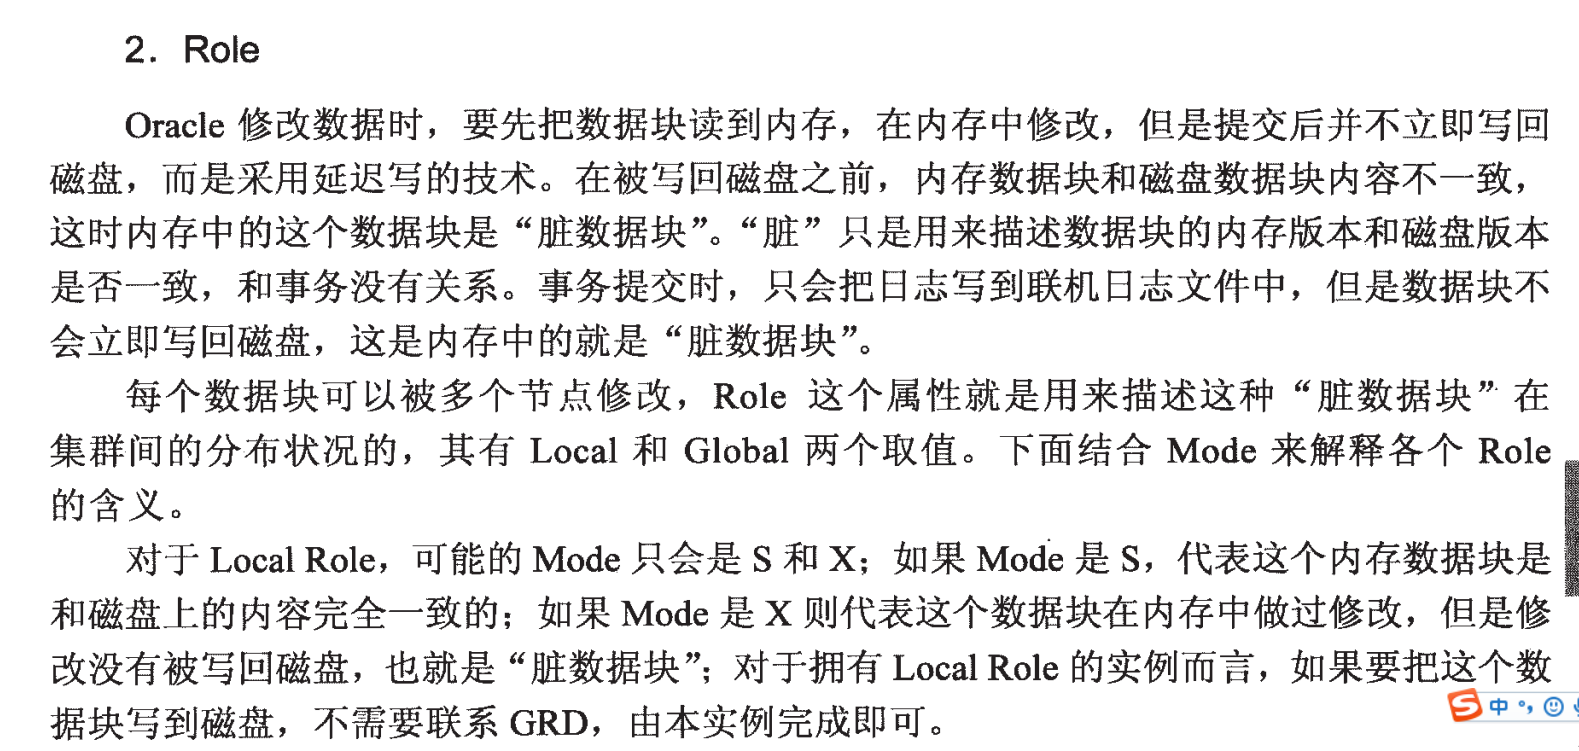 2. Role
Oracle 修改数据时，要先把数据块读到内存，在内存中修改，但是提交后并不立即写回
磁盘，而是采用延迟写的技术。在被写回磁盘之前，内存数据块和磁盘数据块内容不一致，
这时内存中的这个数据块是“脏数据块”。“脏”只是用来描述数据块的内存版本和磁盘版本
是否一致，和事务没有关系。事务提交时，只会把日志写到联机日志文件中，但是数据块不
会立即写回磁盘，这是内存中的就是“脏数据块”。
每个数据块可以被多个节点修改，Role 这个属性就是用来描述这种“脏数据块”在
集群间的分布状况的，其有 Local 和 Global 两个取值。下面结合 Mode 来解释各个 Role
的含义。
对于 Local Role，可能的 Mode 只会是 S 和 X；如果 Mode 是 S，代表这个内存数据块是
和磁盘上的内容完全一致的；如果 Mode 是 X 则代表这个数据块在内存中做过修改，但是修
改没有被写回磁盘，也就是“脏数据块”；对于拥有 Local Role 的实例而言，如果要把这个数
据块写到磁盘，不需要联系 GRD，由本实例完成即可。
S 中